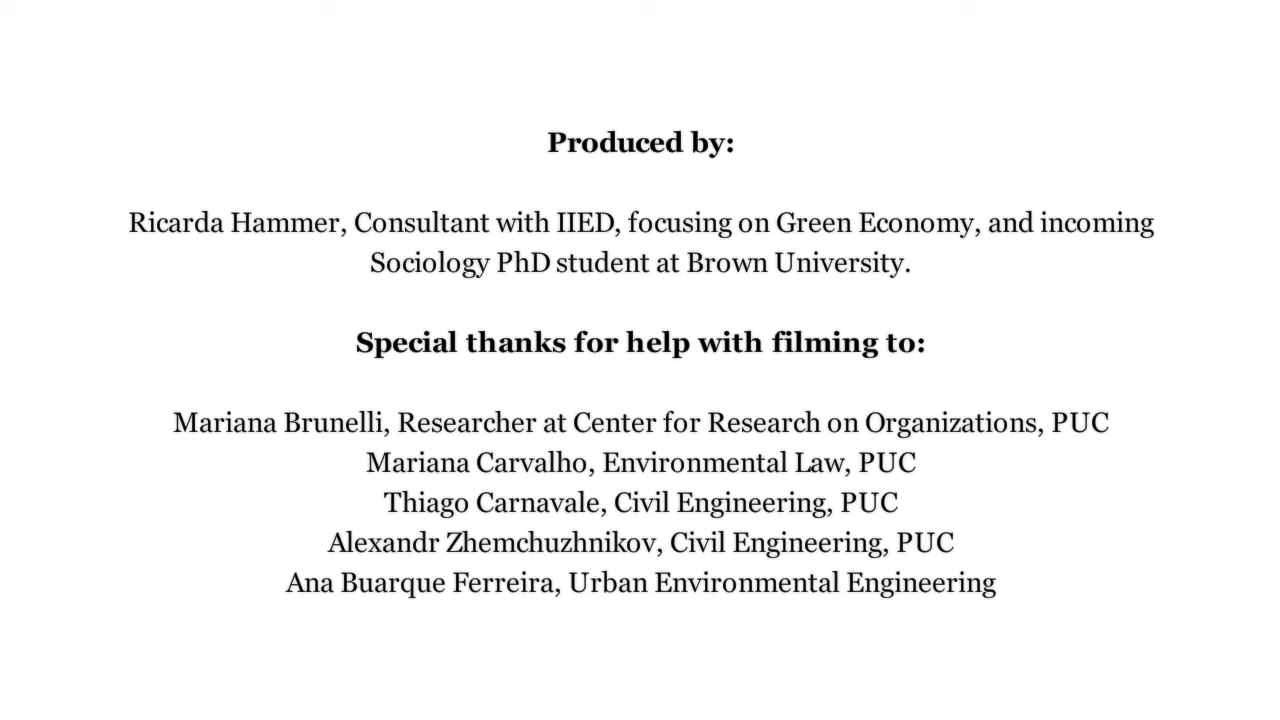 Produced by:
Ricarda Hammer, Consultant with IIED, focusing on Green Economy, and incoming
Sociology PhD student at Brown University.
Special thanks for help with filming to:
Mariana Brunelli, Researcher at Center for Research on Organizations, PUC
Mariana Carvalho, Environmental Law, PUC
Thiago Carnavale, Civil Engineering, PUC
Alexandr Zhemchuzhnikov, Civil Engineering, PUC
Ana Buarque Ferreira, Urban Environmental Engineering